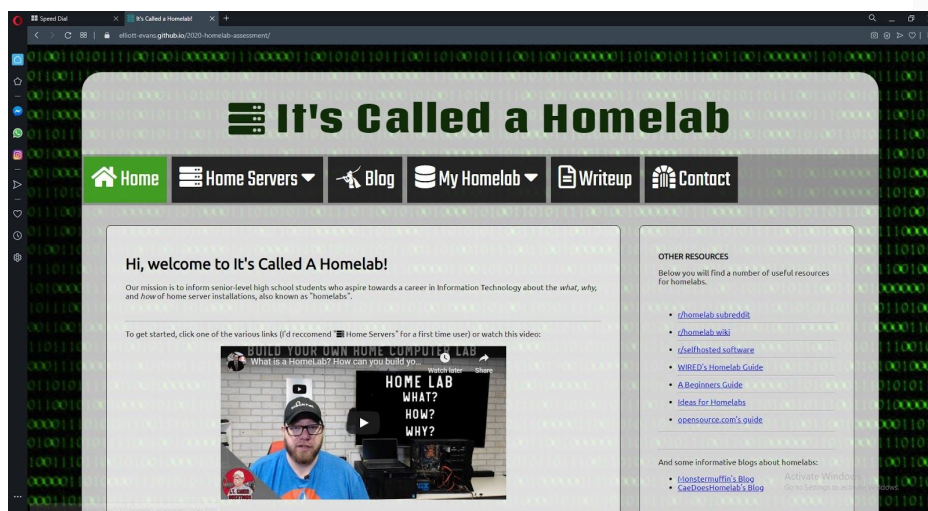 Speed Dial
It's Called a Homelab!
elliott-evans.github.io/2020-homelab-assessment/
It's Called a Homelab
Home
Home Servers
Blog
My Homelab
Writeup
Contact
Hi, welcome to It's Called A Homelab!
Our mission is to inform senior-level high school students who aspire towards a career in Information Technology about the what, why,
and how of home server installations, also known as "homelabs".
To get started, click one of the various links (I'd reccomend "Home Servers" for a first time user) or watch this video:
BUILD YOUR OWN HOME COMPUTER LAB
What is a HomeLab? How can you build yo...
Watch later
Share
HOME LAB
WHAT?
HOW?
WHY?
OTHER RESOURCES
Below you will find a number of useful resources
for homelabs.
r/homelab subreddit
r/homelab wiki
r/selfhosted software
WIRED's Homelab Guide
A Beginners Guide
Ideas for Homelabs
opensource.com's guide
And some informative blogs about homelabs:
Monstermuffin's Blog
CaeDoesHomelab's Blog
Activate Windows
Go to Settings to activate Windows.